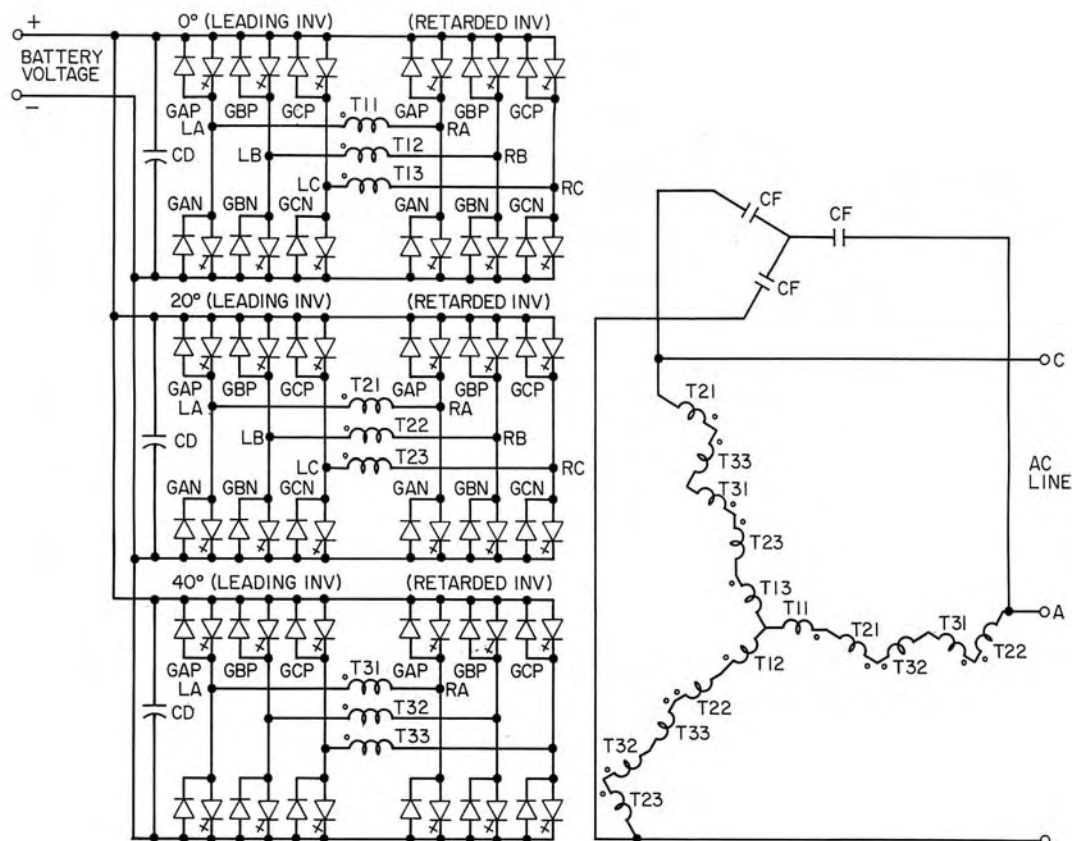 +
BATTERY
VOLTAGE
−
0° (LEADING INV)
(RETARDED INV)
GAP GBP GCP
GAP GBP GCP
LA T11 RA
CD
LB T12 RB
LC T13 RC
GAN GBN GCN
GAN GBN GCN
20° (LEADING INV)
(RETARDED INV)
GAP GBP GCP
GAP GBP GCP
LA T21 RA
CD
LB T22 RB
LC T23 RC
GAN GBN GCN
GAN GBN GCN
40° (LEADING INV)
(RETARDED INV)
GAP GBP GCP
GAP GBP GCP
LA T31 RA
CD
T32
T33
CF
CF
CF
C
T21
T33
T31
T23
T13
AC
LINE
T11
T21
T32
T31
T22
A
T12
T22
T33
T32
T23